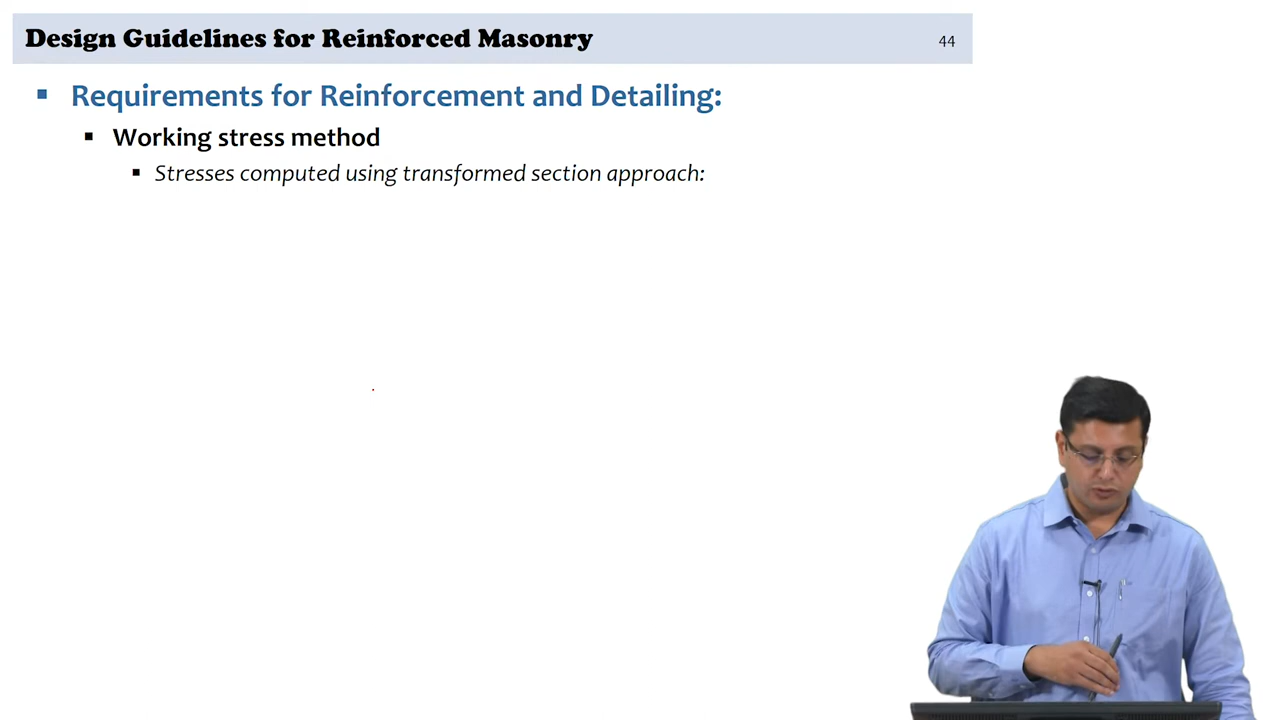 Design Guidelines for Reinforced Masonry
44
Requirements for Reinforcement and Detailing:
Working stress method
Stresses computed using transformed section approach: